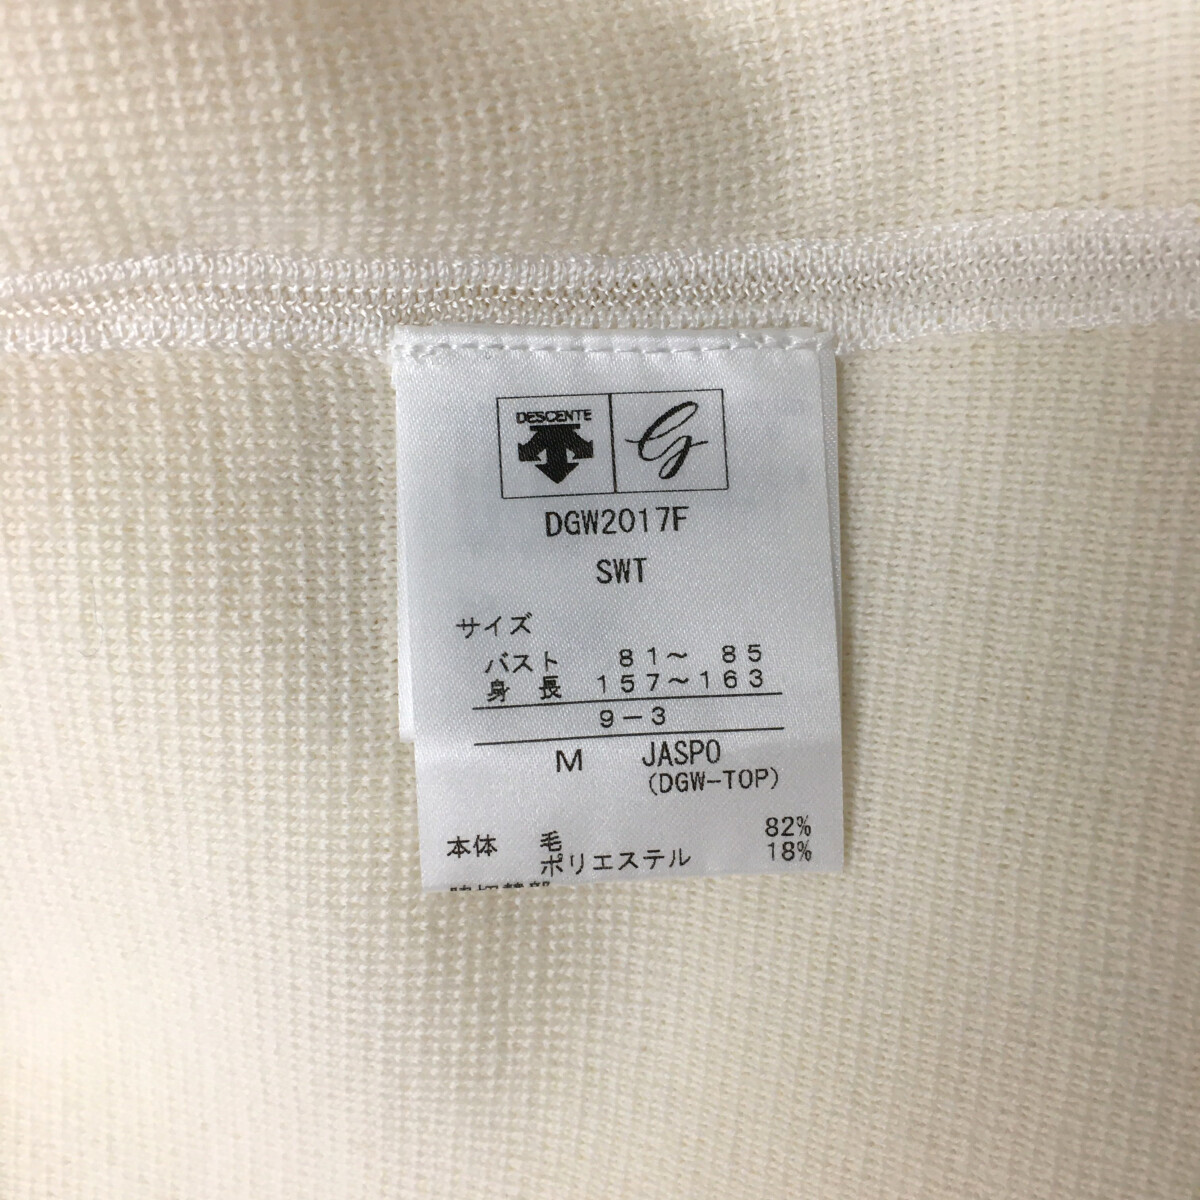 DESCENTE G
DGW2017F
SWT
サイズ
バスト 81～ 85
身 長 157～163
9-3
M JASPO
(DGW-TOP)
本体 毛 82%
ポリエステル 18%